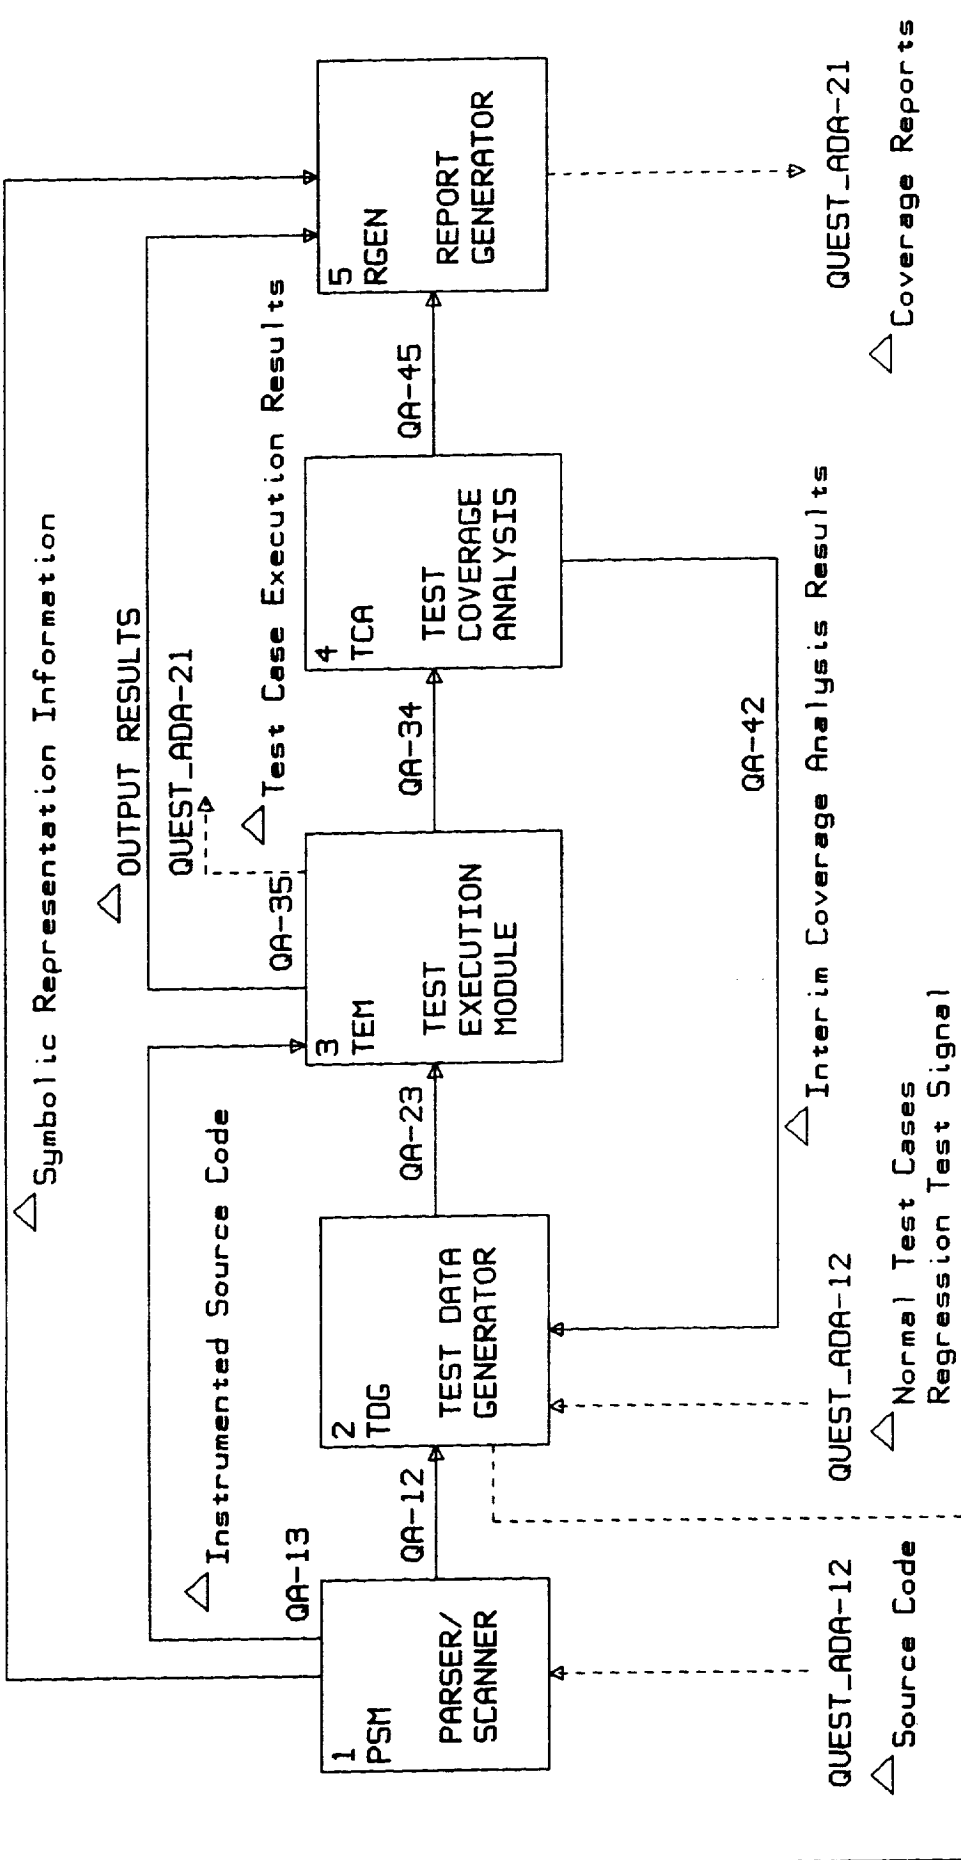 Symbolic Representation Information
OUTPUT RESULTS
QUEST_ADA-21
Test Case Execution Results
Instrumented Source Code
QA-13
QA-35
1
PSM
PARSER/
SCANNER
QA-12
2
TDG
TEST DATA
GENERATOR
QA-23
3
TEM
TEST
EXECUTION
MODULE
QA-34
4
TCA
TEST
COVERAGE
ANALYSIS
QA-45
5
RGEN
REPORT
GENERATOR
QA-42
Interim Coverage Analysis Results
QUEST_ADA-12
Source Code
QUEST_ADA-12
Normal Test Cases
Regression Test Signal
QUEST_ADA-21
Coverage Reports